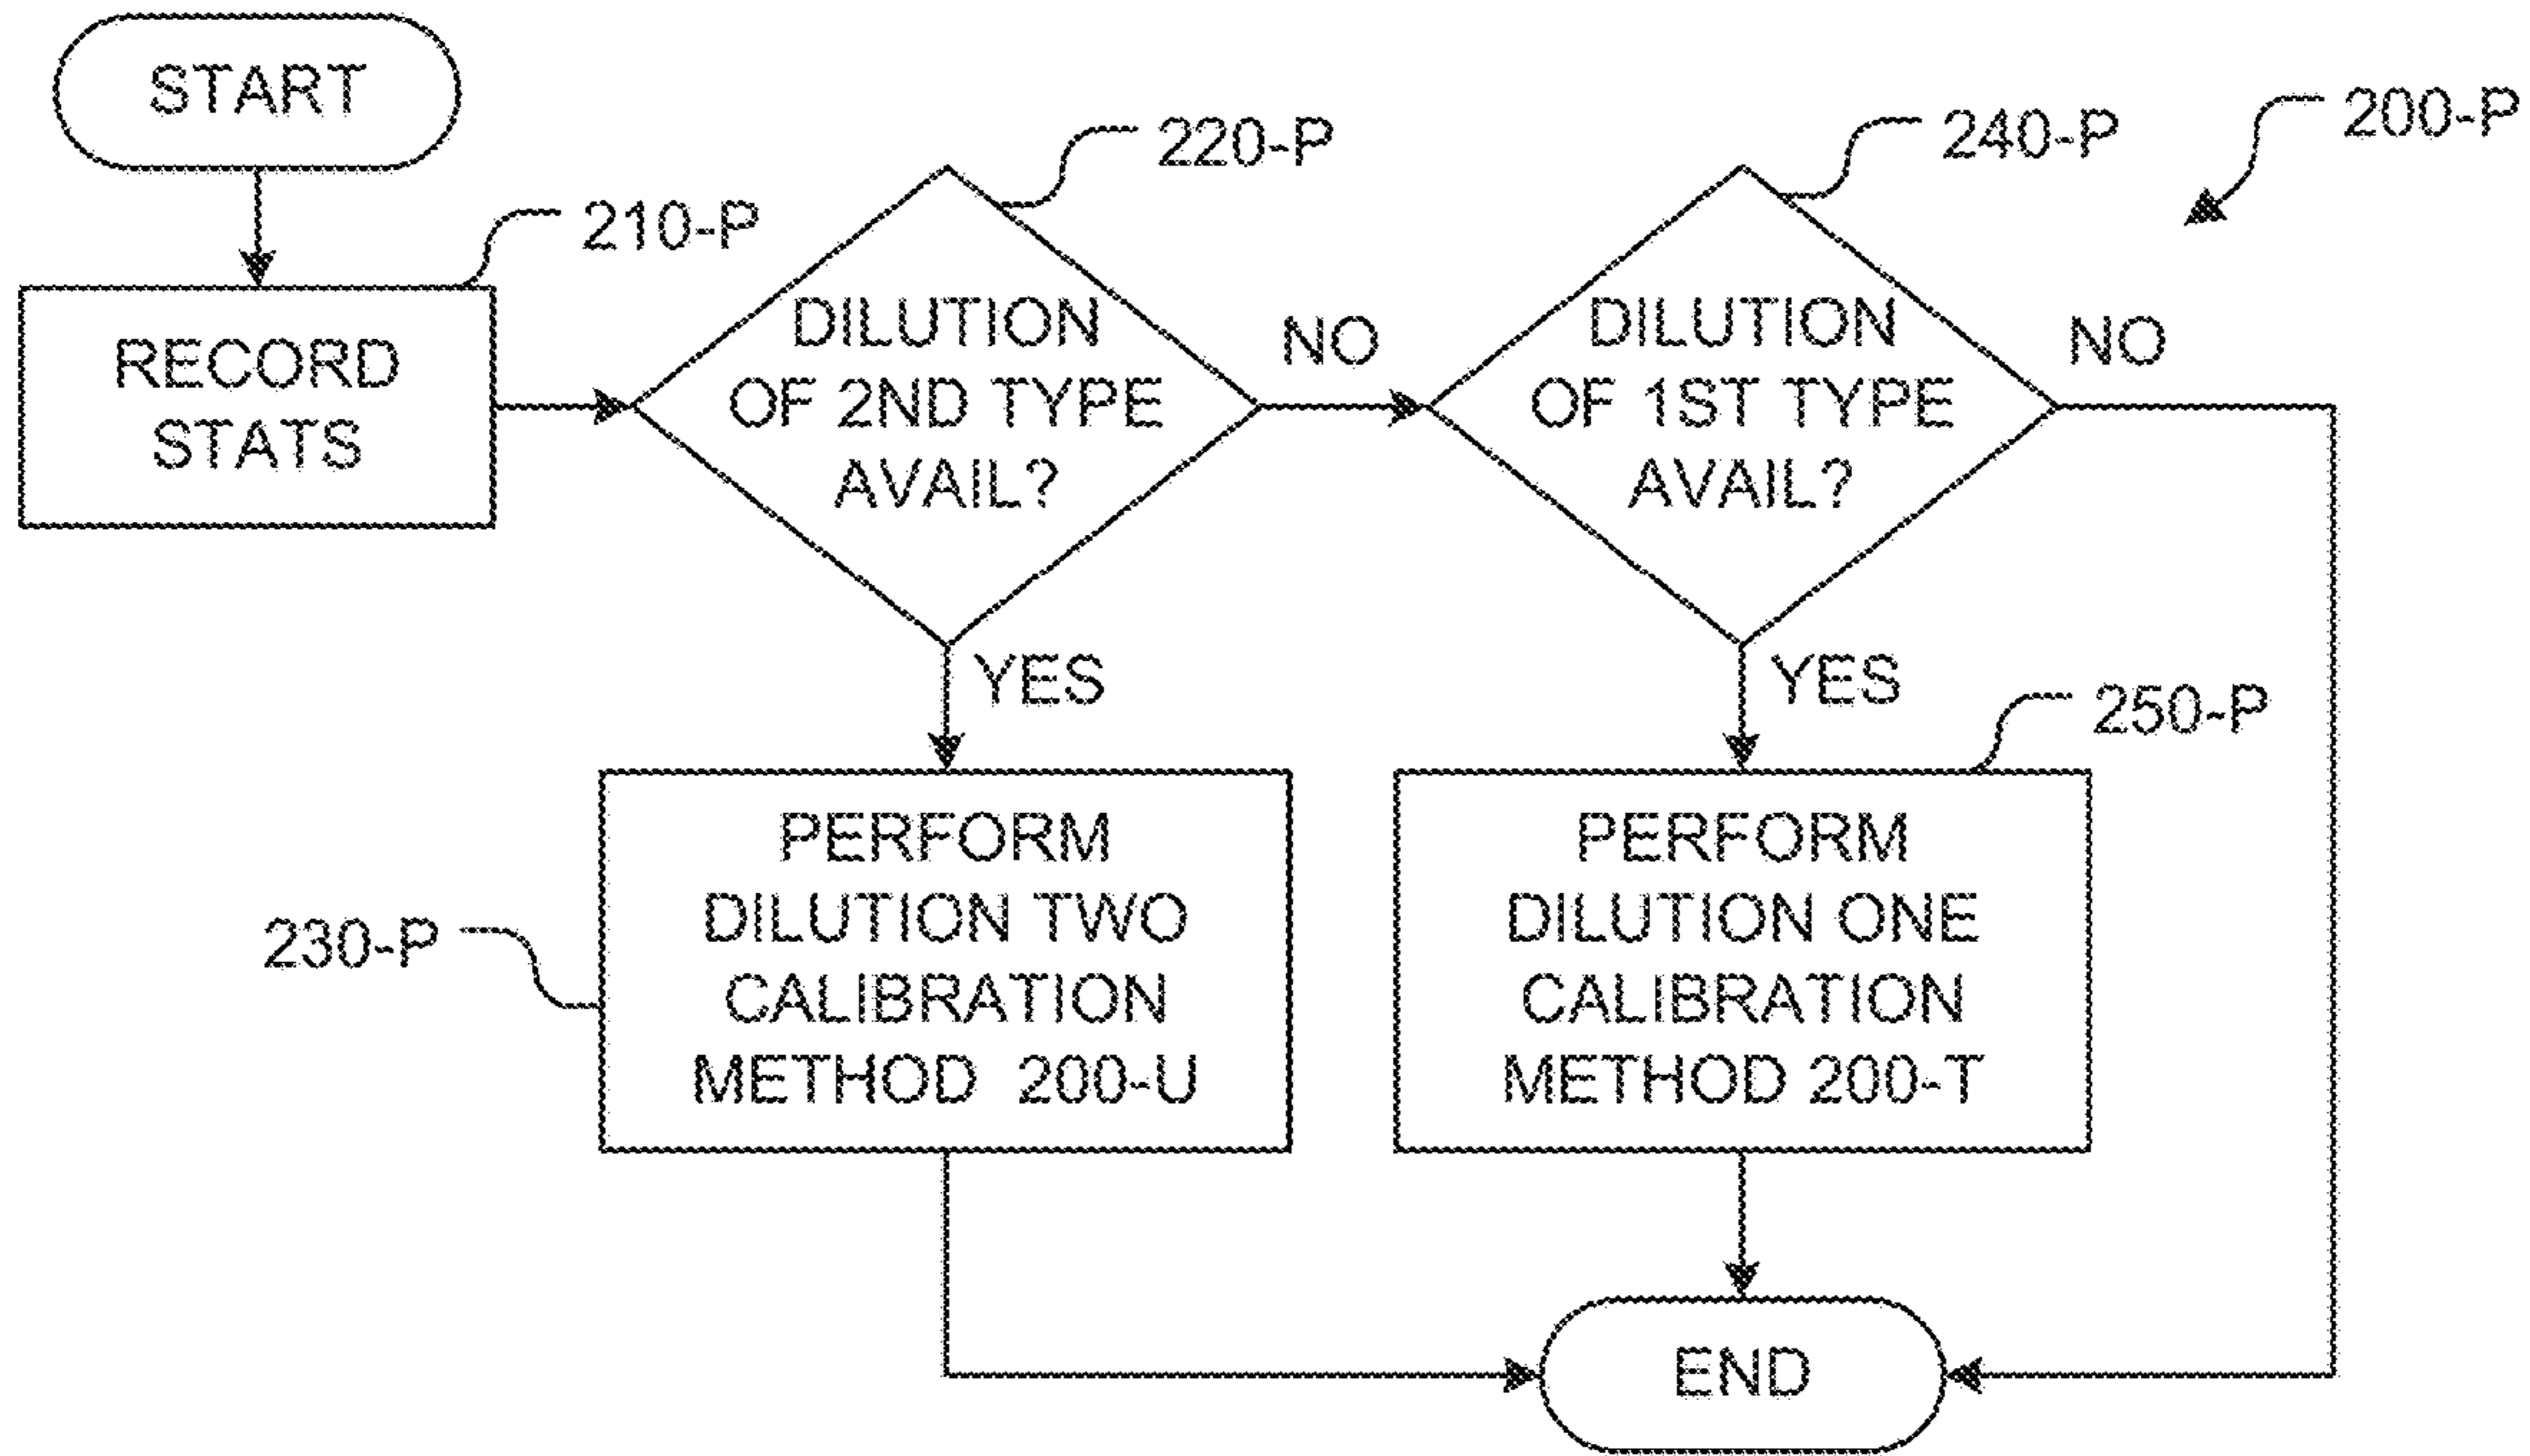 START
200-P
220-P
240-P
210-P
RECORD
STATS
DILUTION
OF 2ND TYPE
AVAIL?
NO
DILUTION
OF 1ST TYPE
AVAIL?
NO
YES
YES
250-P
230-P
PERFORM
DILUTION TWO
CALIBRATION
METHOD 200-U
PERFORM
DILUTION ONE
CALIBRATION
METHOD 200-T
END